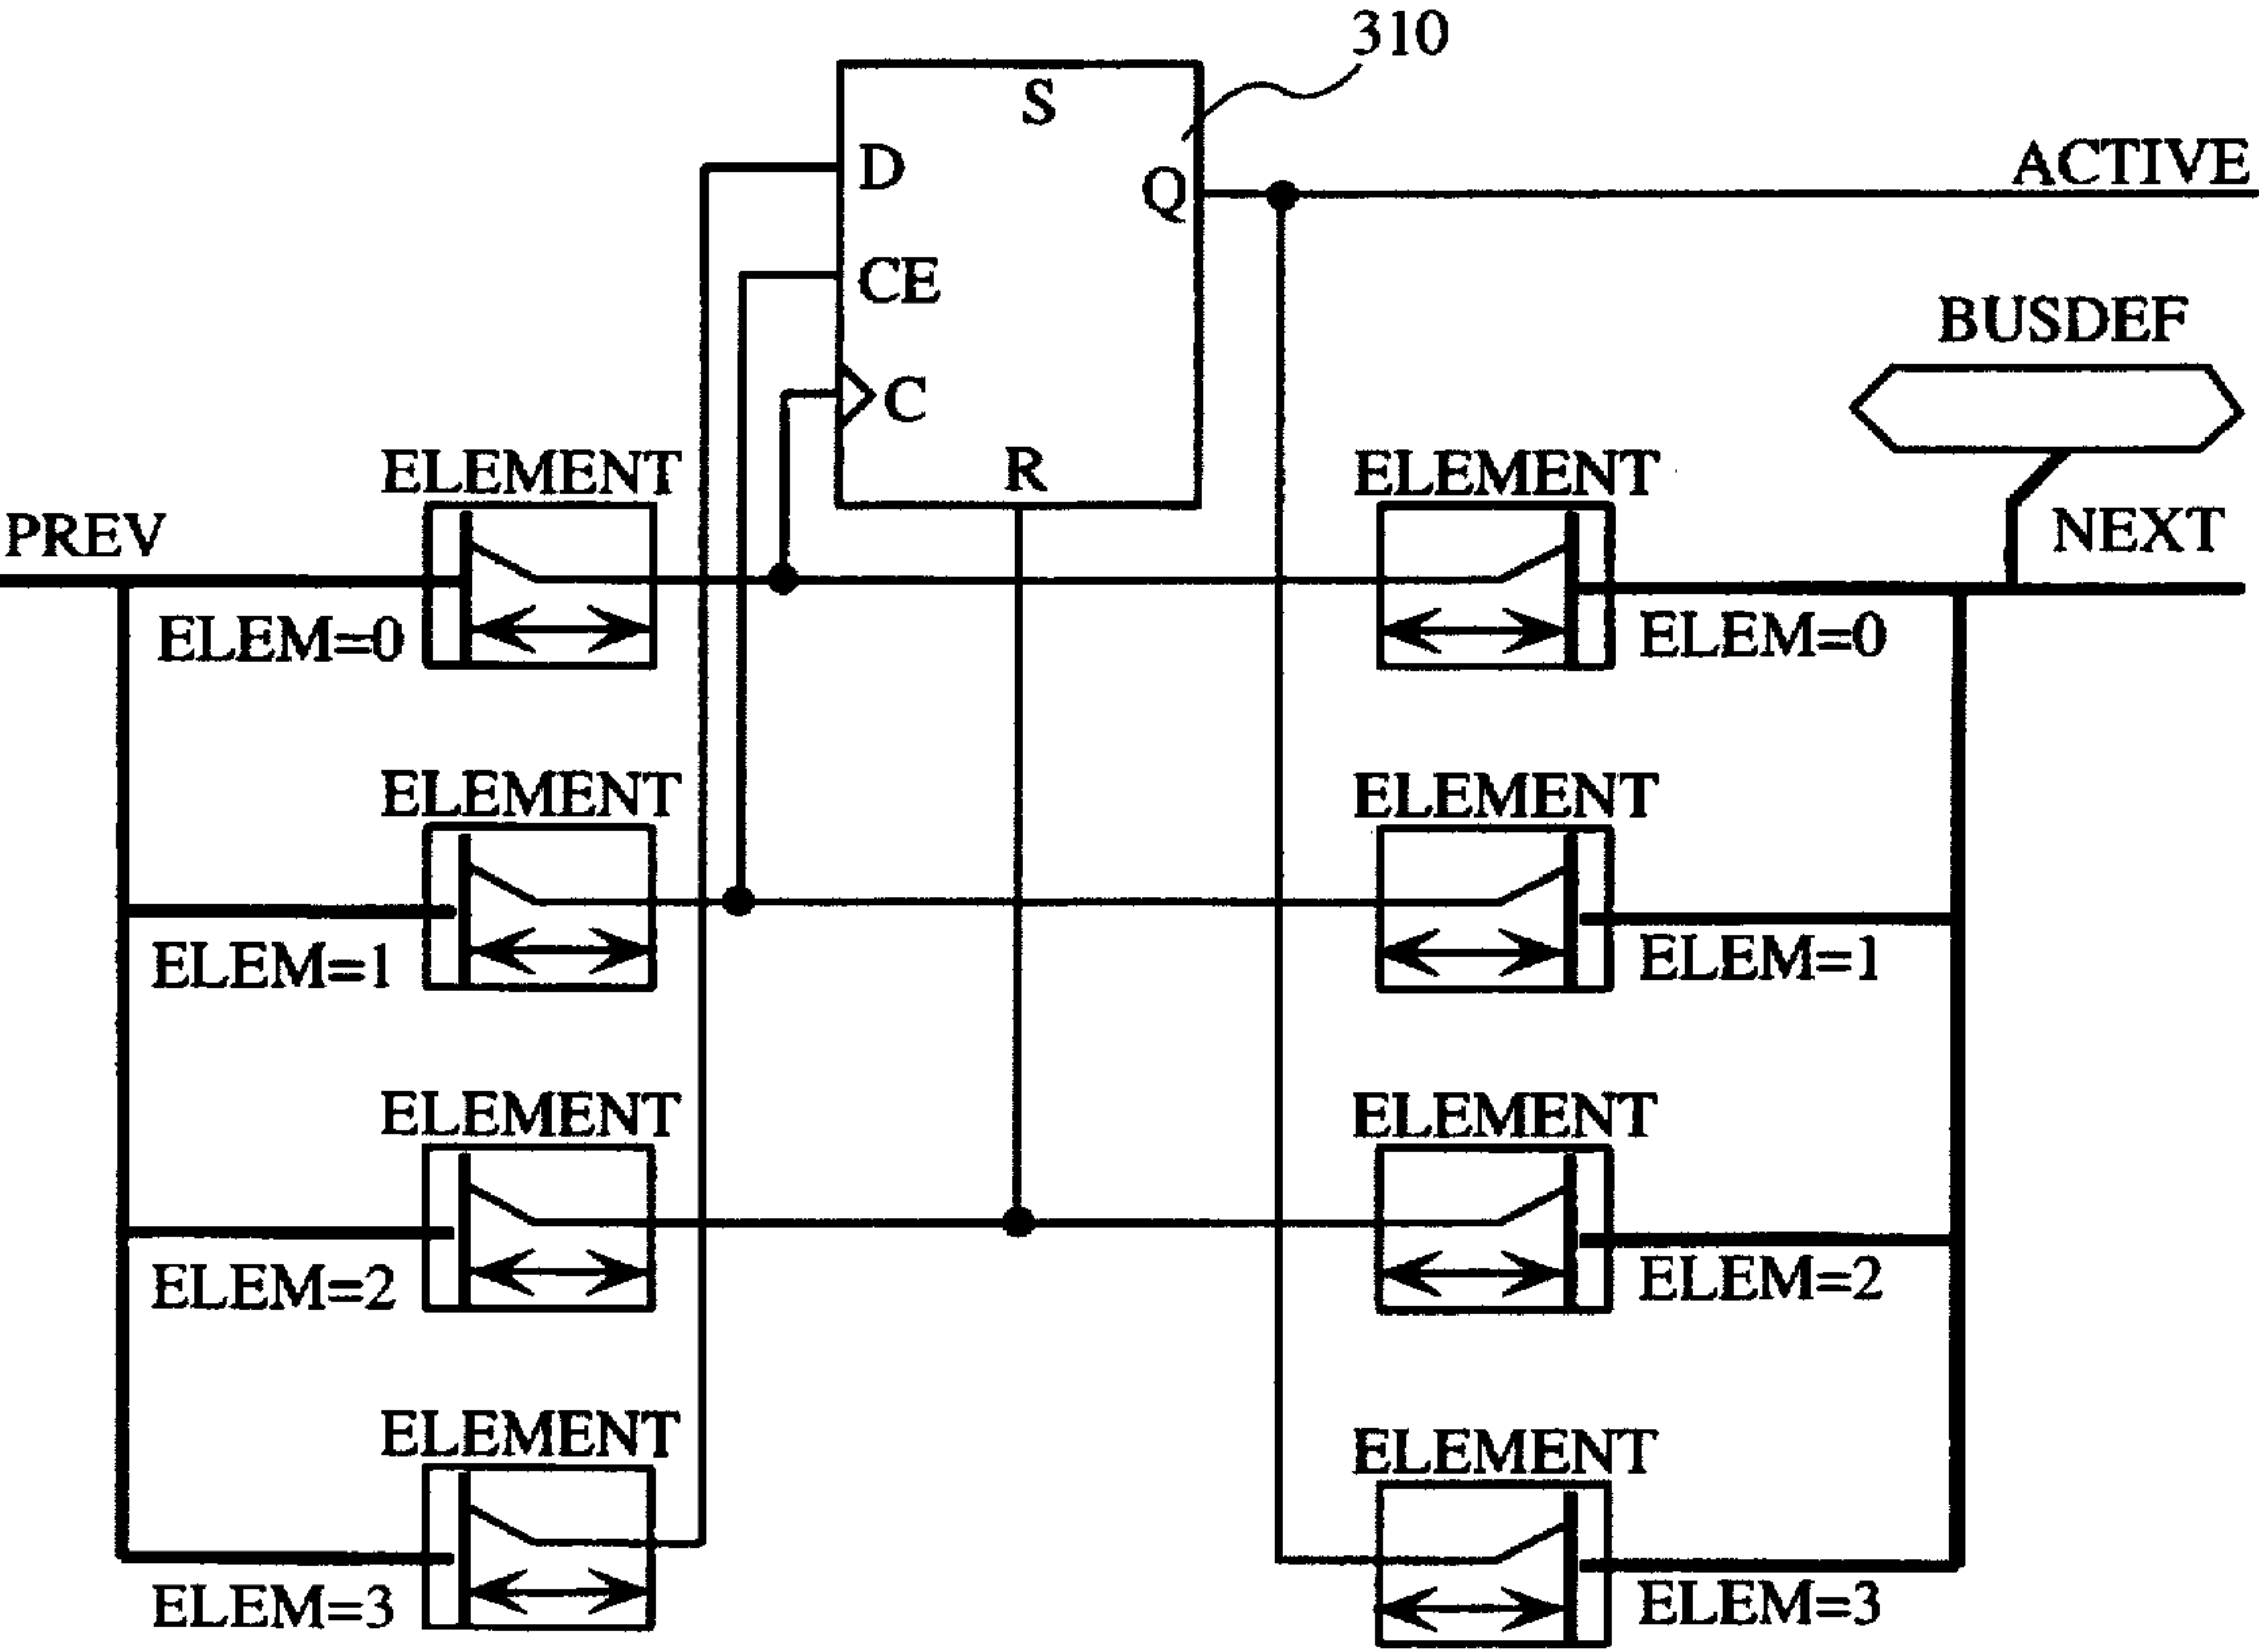 310
S
D
Q
ACTIVE
CE
BUSDEF
C
R
ELEMENT
ELEMENT
PREV
NEXT
ELEM=0
ELEM=0
ELEMENT
ELEMENT
ELEM=1
ELEM=1
ELEMENT
ELEMENT
ELEM=2
ELEM=2
ELEMENT
ELEMENT
ELEM=3
ELEM=3